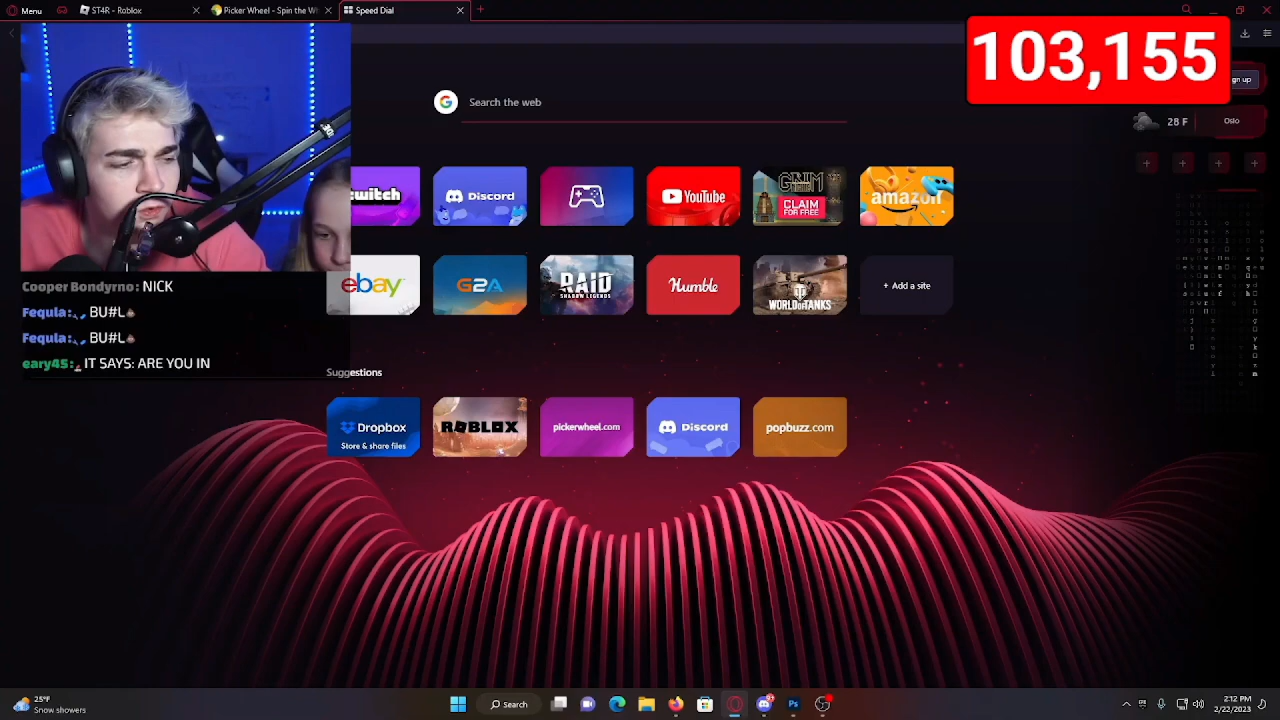 Menu
ST4R - Roblox
Picker Wheel - Spin the W
Speed Dial
103,155
Search the web
gn up
28 F
Oslo
twitch
Discord
YouTube
GRIM
CLAIM
FOR FREE
amazon
ebay
G2A
RAID
SHADOW LEGENDS
Humble
WORLD OF TANKS
+ Add a site
Cooper Bondyrno: NICK
Fequla: BU#L
Fequla: BU#L
eary45: IT SAYS: ARE YOU IN
Suggestions
Dropbox
Store & share files
ROBLOX
pickerwheel.com
Discord
popbuzz.com
25°F
Snow showers
Search
2:12 PM
2/22/2023